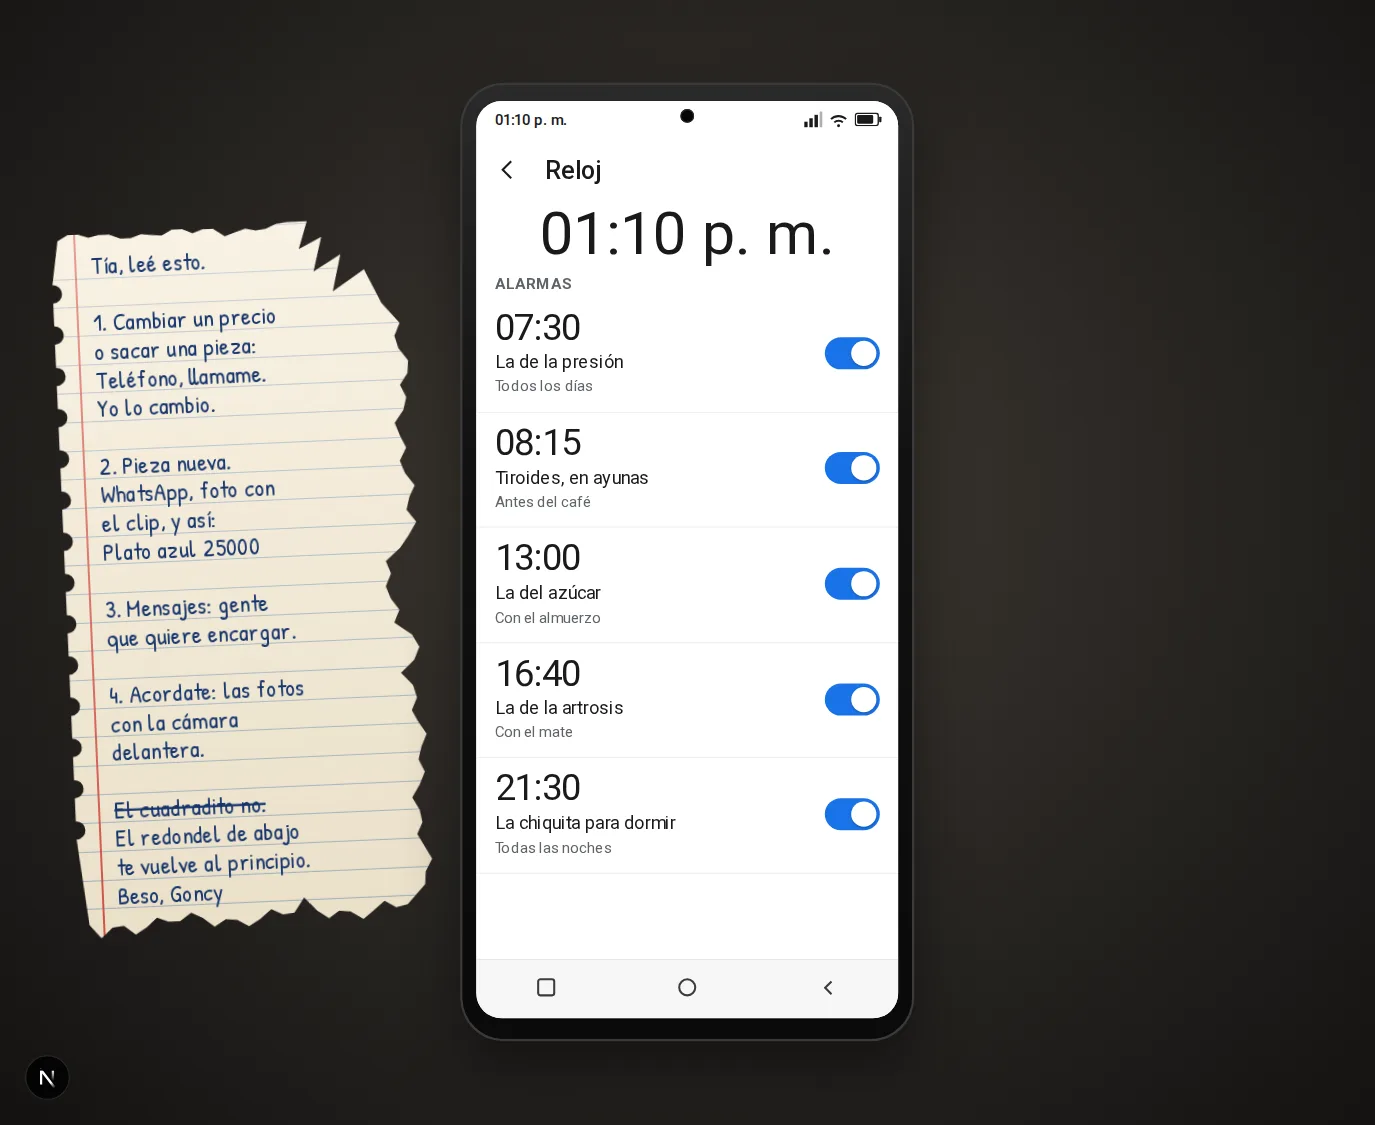 Tía, leé esto.
1. Cambiar un precio
o sacar una pieza:
Teléfono, llamame.
Yo lo cambio.
2. Pieza nueva.
WhatsApp, foto con
el clip, y así:
Plato azul 25000
3. Mensajes: gente
que quiere encargar.
4. Acordate: las fotos
con la cámara
delantera.
El cuadradito no:
El redondel de abajo
te vuelve al principio.
Beso, Goncy
01:10 p. m.
Reloj
01:10 p. m.
ALARMAS
07:30
La de la presión
Todos los días
08:15
Tiroides, en ayunas
Antes del café
13:00
La del azúcar
Con el almuerzo
16:40
La de la artrosis
Con el mate
21:30
La chiquita para dormir
Todas las noches
N